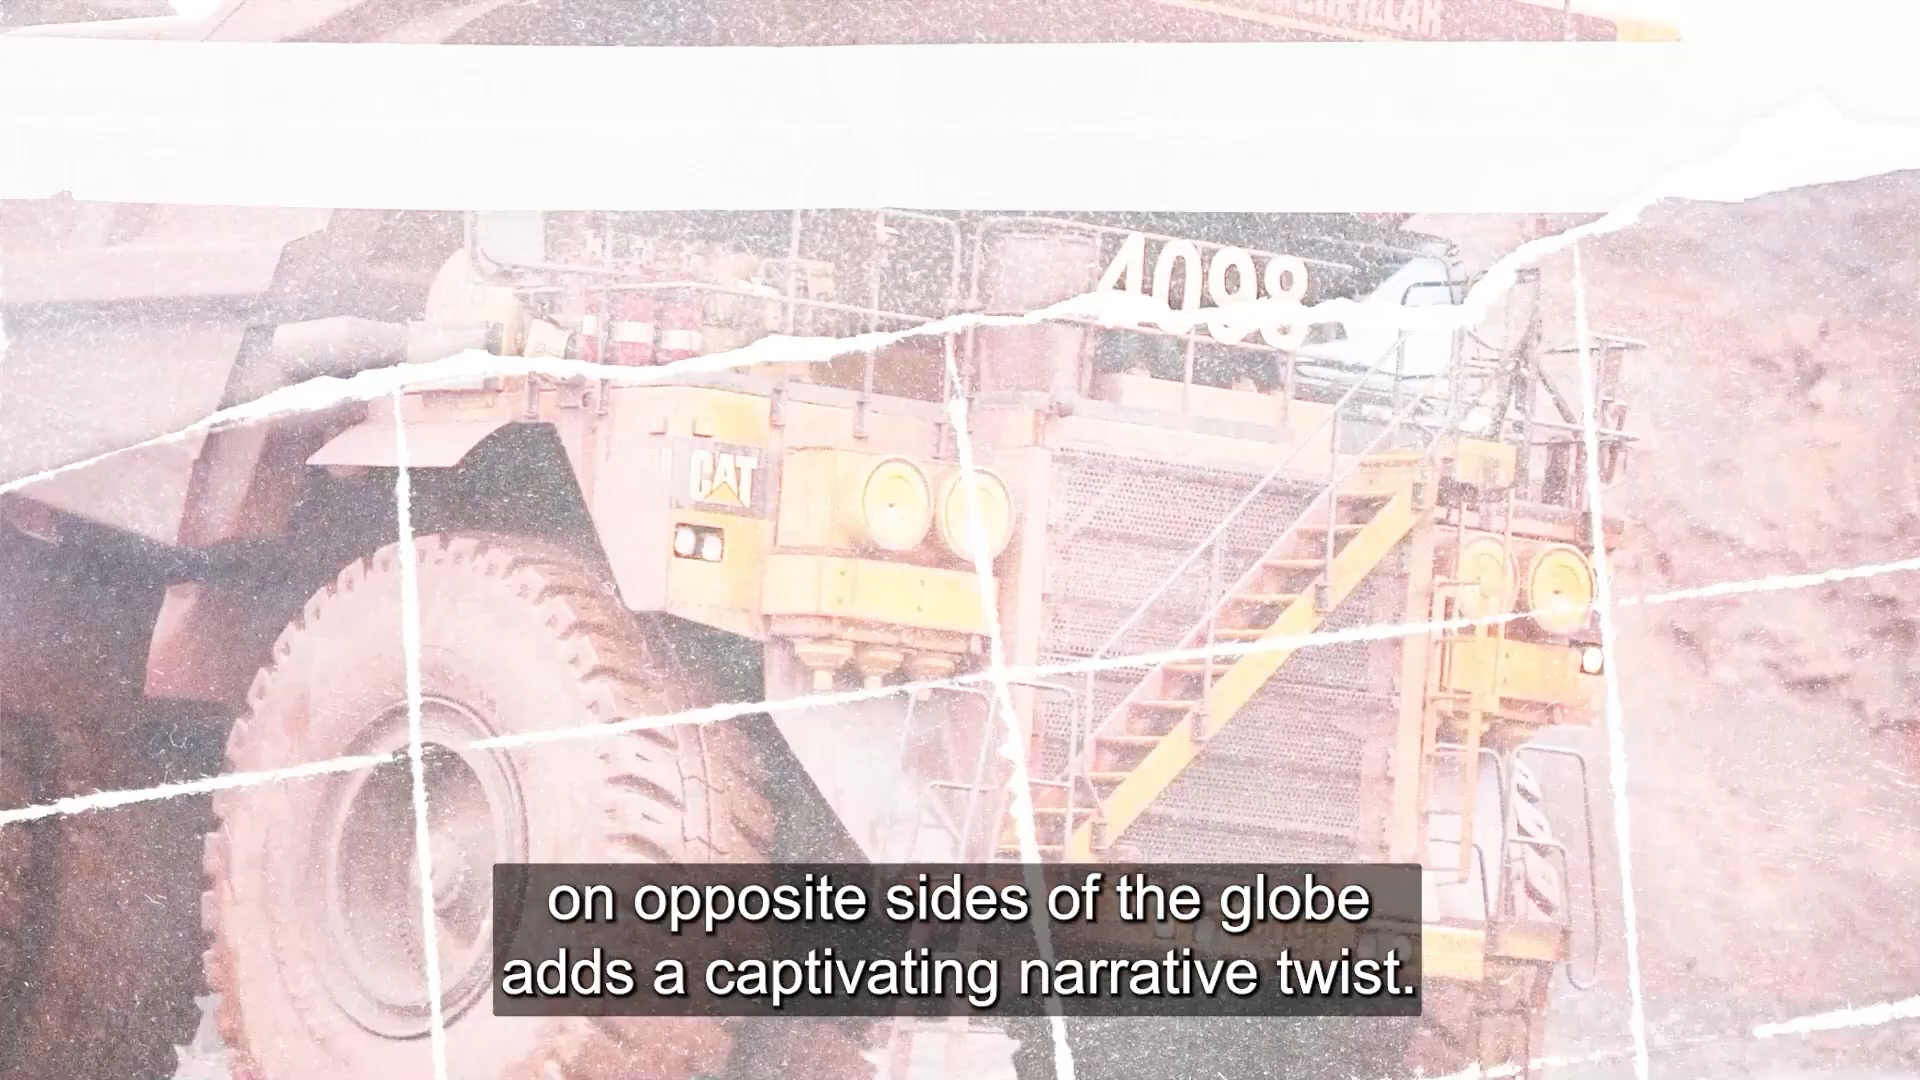 4098
CAT
on opposite sides of the globe
adds a captivating narrative twist.